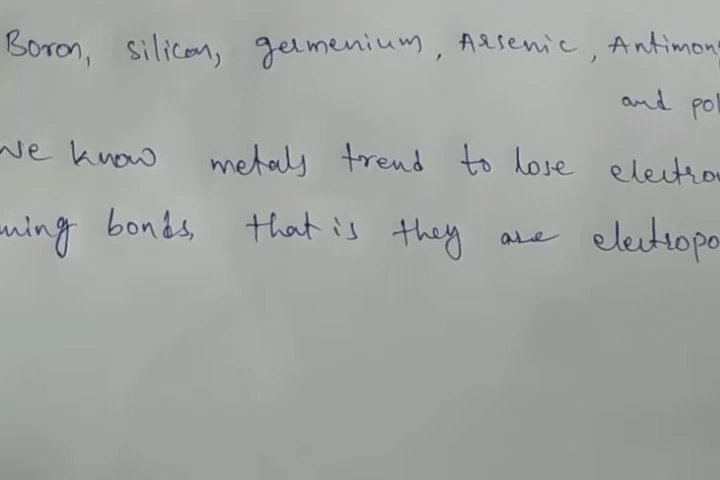 Boron, silicon, germenium, Arsenic, Antimon
and pol
We know metals trend to lose electro
ming bonds, that is they are electropo